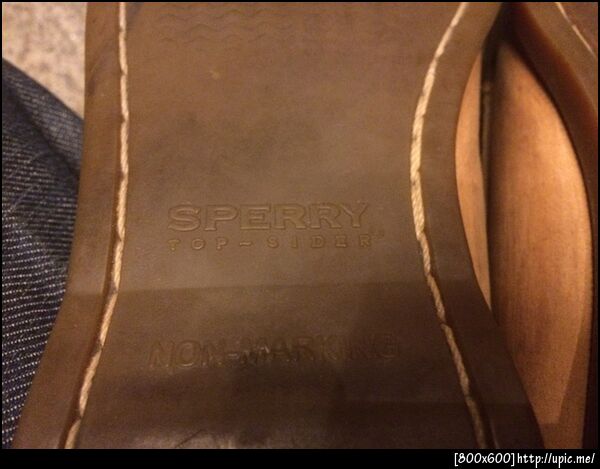 SPERRY
TOP-SIDER
NON-MARKING
[800x600]http://upic.me/